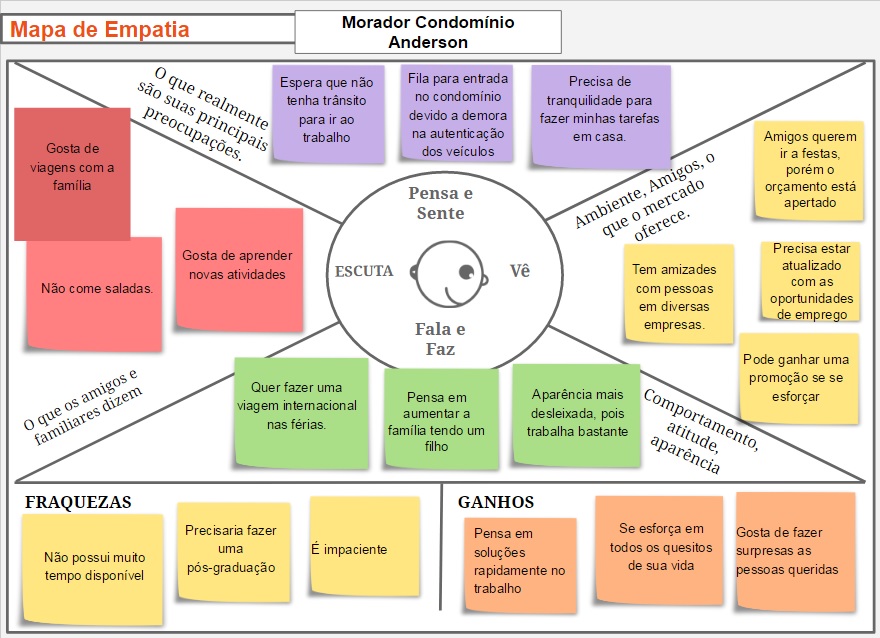 Mapa de Empatia
Morador Condomínio
Anderson
O que realmente
são suas principais
preocupações.
Espera que não
tenha trânsito
para ir ao
trabalho
Fila para entrada
no condomínio
devido a demora
na autenticação
dos veículos
Precisa de
tranquilidade para
fazer minhas tarefas
em casa.
Gosta de
viagens com a
família
Não come saladas.
Gosta de aprender
novas atividades
O que os amigos e
familiares dizem
Pensa e
Sente
ESCUTA
Vê
Fala e
Faz
Ambiente, Amigos, o
que o mercado
oferece.
Amigos querem
ir a festas,
porém o
orçamento está
apertado
Tem amizades
com pessoas
em diversas
empresas.
Precisa estar
atualizado
com as
oportunidades
de emprego
Pode ganhar uma
promoção se se
esforçar
Quer fazer uma
viagem internacional
nas férias.
Pensa em
aumentar a
família tendo um
filho
Aparência mais
desleixada, pois
trabalha bastante
Comportamento,
atitude,
aparência
FRAQUEZAS
Não possui muito
tempo disponível
Precisaria fazer
uma
pós-graduação
É impaciente
GANHOS
Pensa em
soluções
rapidamente no
trabalho
Se esforça em
todos os quesitos
de sua vida
Gosta de fazer
surpresas as
pessoas queridas